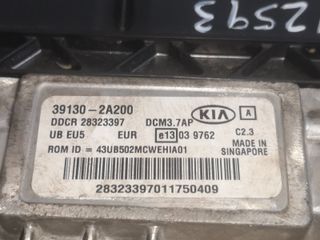 12593
39130-2A200
DDCR 28323397 DCM3.7AP KIA A
UB EU5 EUR e13 03 9762 C2.3
ROM ID = 43UB502MCWEHIA01 MADE IN SINGAPORE
28323397011750409